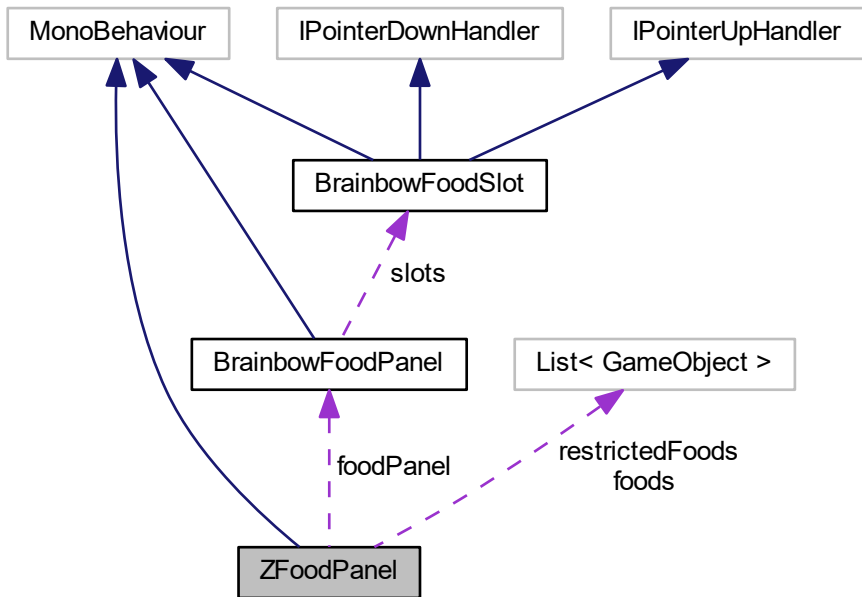 MonoBehaviour
IPointerDownHandler
IPointerUpHandler
BrainbowFoodSlot
slots
BrainbowFoodPanel
List< GameObject >
foodPanel
restrictedFoods
foods
ZFoodPanel